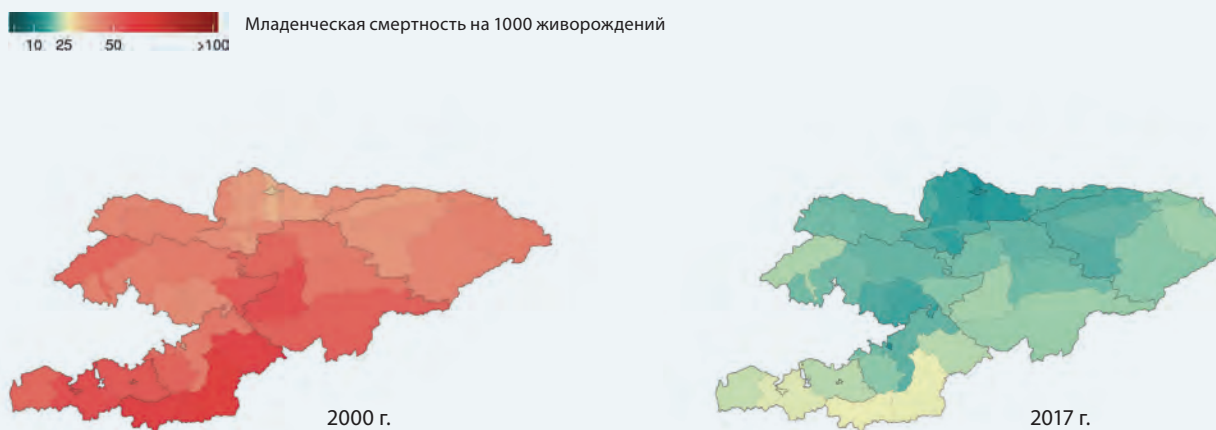 Младенческая смертность на 1000 живорождений
10 25 50 >100
2000 г. 2017 г.